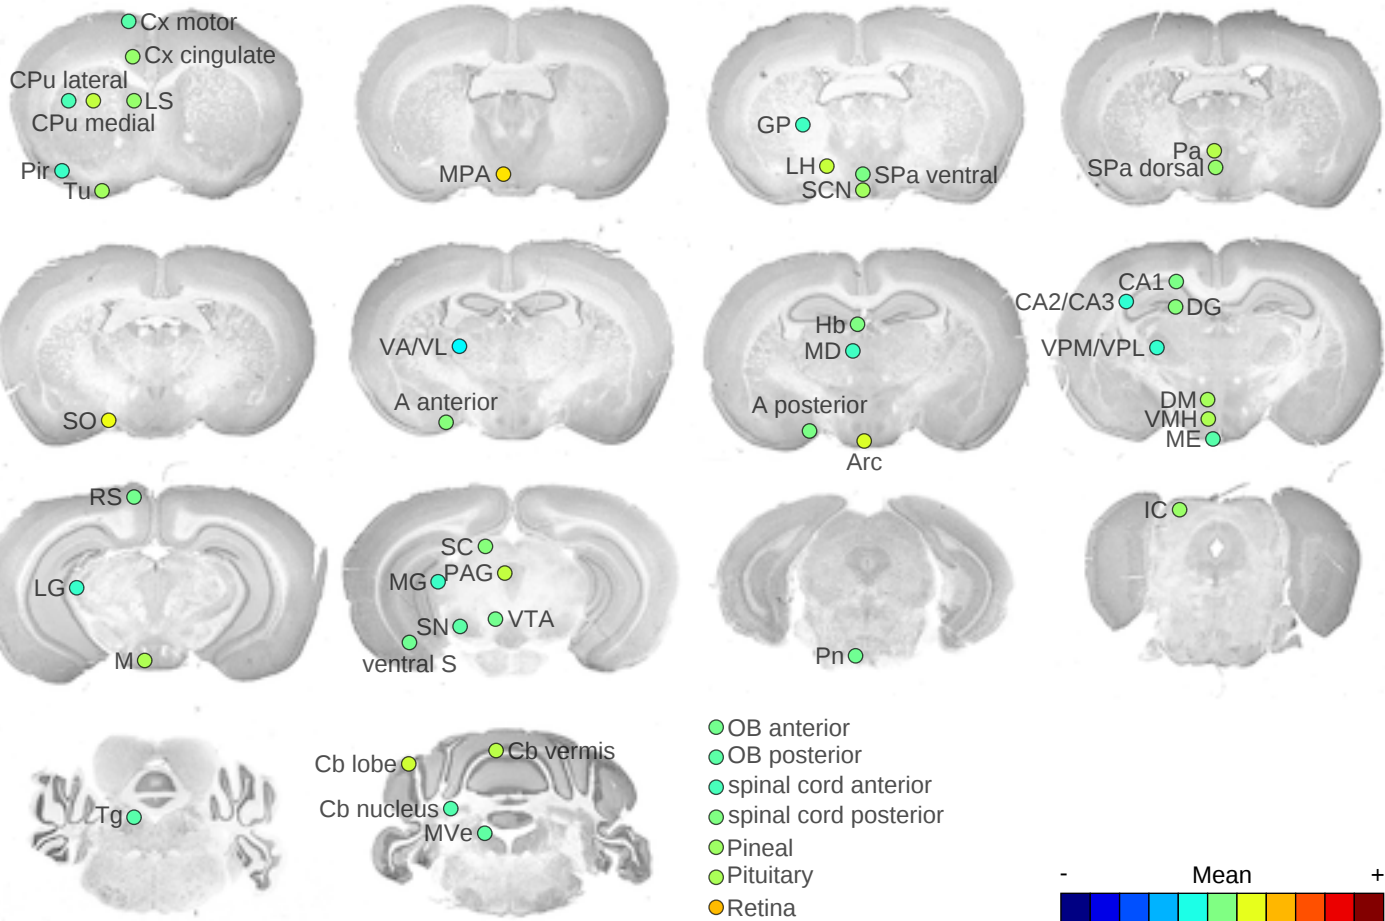 Cx motor
Cx cingulate
CPu lateral
LS
CPu medial
Pir
Tu
MPA
GP
LH
SPa ventral
SCN
Pa
SPa dorsal
SO
VA/VL
A anterior
Hb
MD
A posterior
Arc
CA1
CA2/CA3
DG
VPM/VPL
DM
VMH
ME
RS
LG
M
SC
MG
PAG
SN
VTA
ventral S
Pn
IC
Tg
Cb lobe
Cb vermis
Cb nucleus
MVe
OB anterior
OB posterior
spinal cord anterior
spinal cord posterior
Pineal
Pituitary
Retina
- Mean +